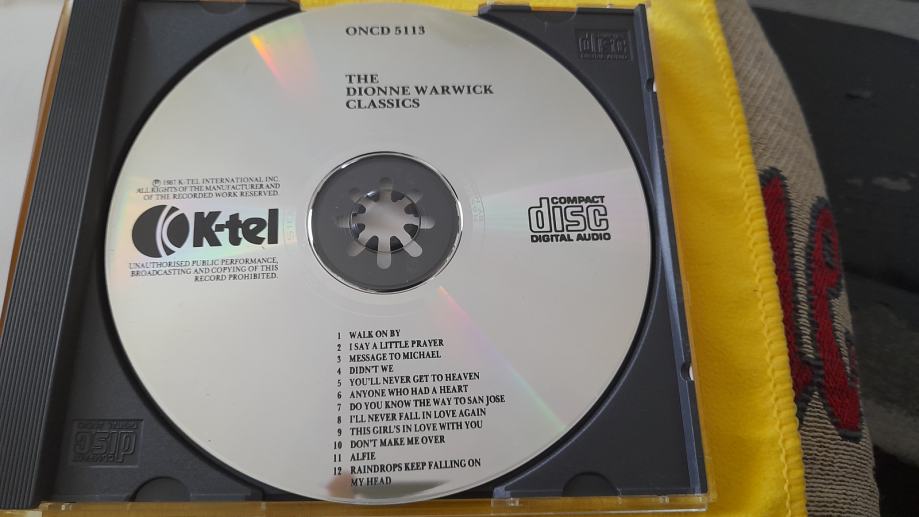 ONCD 5113
THE
DIONNE WARWICK
CLASSICS
℗ 1987 K-TEL INTERNATIONAL INC.
ALL RIGHTS OF THE MANUFACTURER AND
OF THE RECORDED WORK RESERVED.
K-tel
UNAUTHORISED PUBLIC PERFORMANCE,
BROADCASTING AND COPYING OF THIS
RECORD PROHIBITED.
COMPACT
disc
DIGITAL AUDIO
1 WALK ON BY
2 I SAY A LITTLE PRAYER
3 MESSAGE TO MICHAEL
4 DIDN'T WE
5 YOU'LL NEVER GET TO HEAVEN
6 ANYONE WHO HAD A HEART
7 DO YOU KNOW THE WAY TO SAN JOSE
8 I'LL NEVER FALL IN LOVE AGAIN
9 THIS GIRL'S IN LOVE WITH YOU
10 DON'T MAKE ME OVER
11 ALFIE
12 RAINDROPS KEEP FALLING ON
MY HEAD
disc
DIGITAL AUDIO
disc